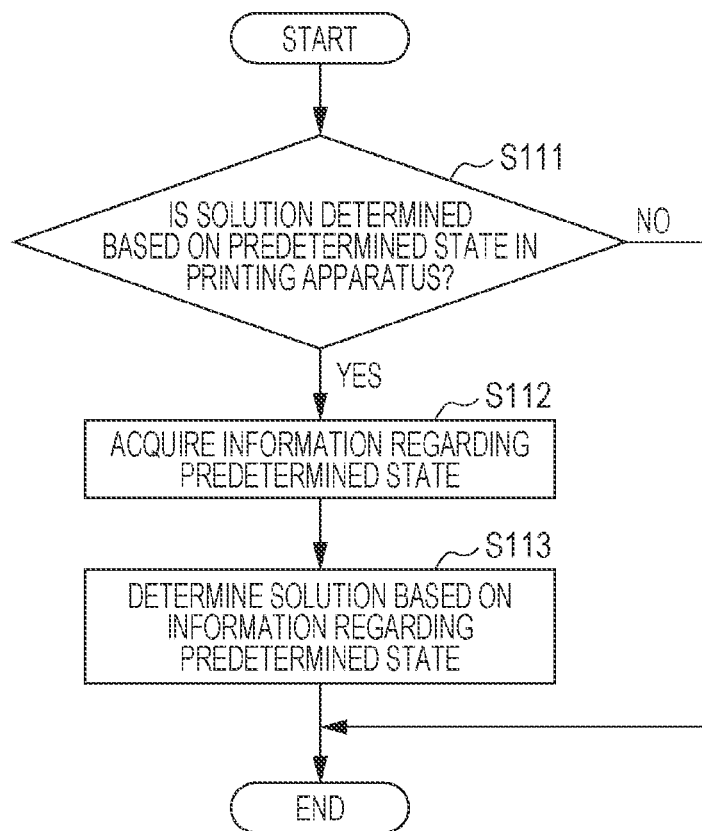 START
S111
IS SOLUTION DETERMINED
BASED ON PREDETERMINED STATE IN
PRINTING APPARATUS?
NO
YES
S112
ACQUIRE INFORMATION REGARDING
PREDETERMINED STATE
S113
DETERMINE SOLUTION BASED ON
INFORMATION REGARDING
PREDETERMINED STATE
END